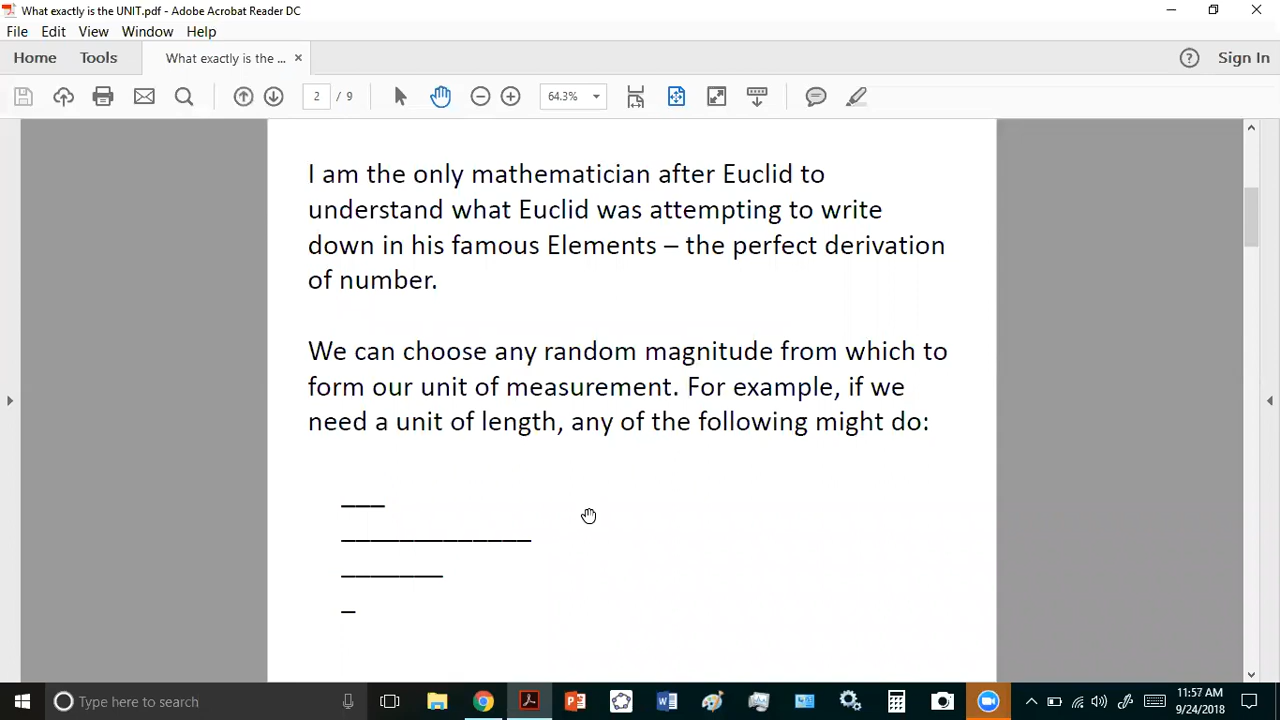 What exactly is the UNIT.pdf - Adobe Acrobat Reader DC
File Edit View Window Help
Home Tools What exactly is the ... × Sign In
2 / 9 64.3%
I am the only mathematician after Euclid to
understand what Euclid was attempting to write
down in his famous Elements – the perfect derivation
of number.
We can choose any random magnitude from which to
form our unit of measurement. For example, if we
need a unit of length, any of the following might do:
___
_____________
_______
_
Type here to search
11:57 AM
9/24/2018